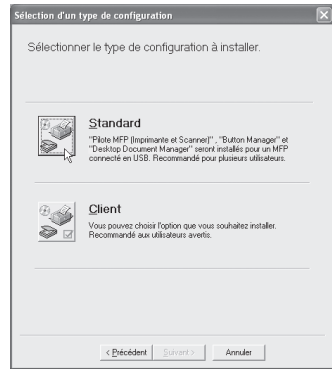 Sélection d'un type de configuration
Sélectionner le type de configuration à installer.
Standard
"Pilote MFP (Imprimante et Scanner)" , "Button Manager" et
"Desktop Document Manager" seront installés pour un MFP
connecté en USB. Recommandé pour plusieurs utilisateurs.
Client
Vous pouvez choisir l'option que vous souhaitez installer.
Recommandé aux utilisateurs avertis.
< Précédent Suivant > Annuler